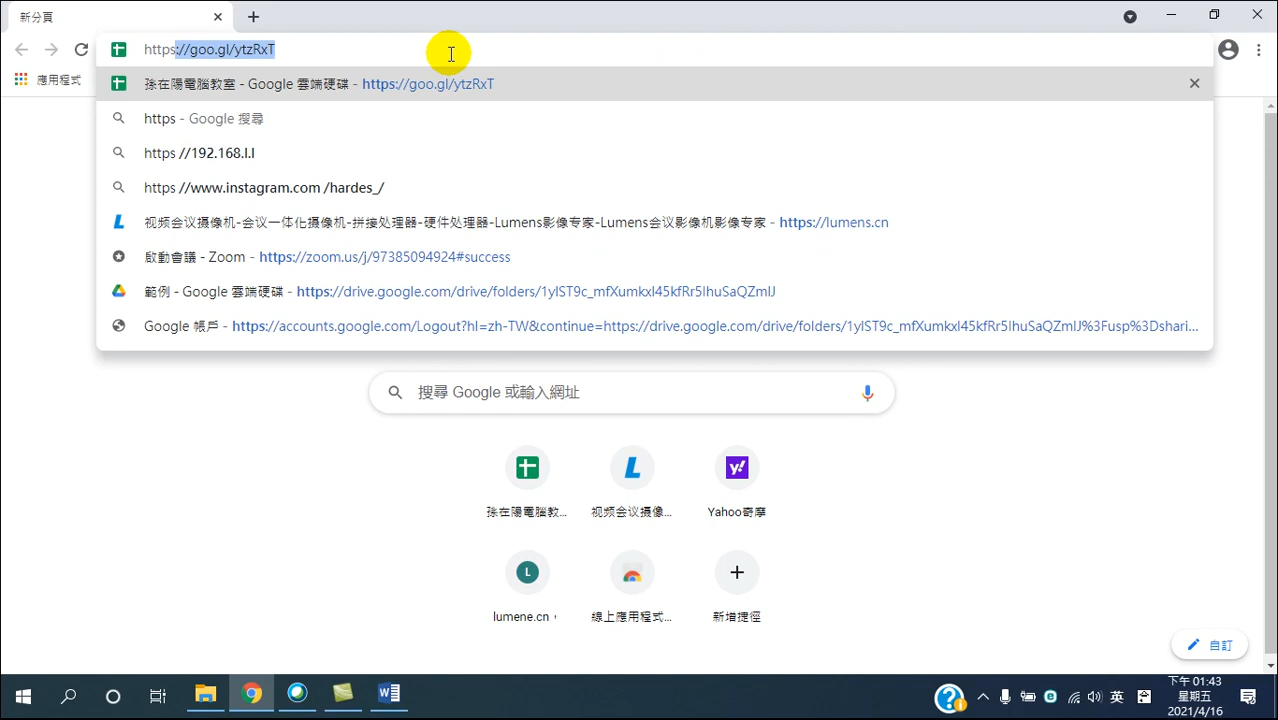 新分頁
https://goo.gl/ytzRxT
應用程式
孫在陽電腦教室 - Google 雲端硬碟 - https://goo.gl/ytzRxT
https - Google 搜尋
https //192.168.l.l
https //www.instagram.com /hardes_/
视频会议摄像机-会议一体化摄像机-拼接处理器-硬件处理器-Lumens影像专家-Lumens会议影像机影像专家 - https://lumens.cn
啟動會議 - Zoom - https://zoom.us/j/97385094924#success
範例 - Google 雲端硬碟 - https://drive.google.com/drive/folders/1yIST9c_mfXumkxI45kfRr5IhuSaQZmIJ
Google 帳戶 - https://accounts.google.com/Logout?hl=zh-TW&continue=https://drive.google.com/drive/folders/1yIST9c_mfXumkxI45kfRr5IhuSaQZmIJ%3Fusp%3Dshari...
搜尋 Google 或輸入網址
孫在陽電腦教... 视频会议摄像... Yahoo奇摩
L
lumene.cn， 線上應用程式... 新增捷徑
自訂
英
下午 01:43
星期五
2021/4/16